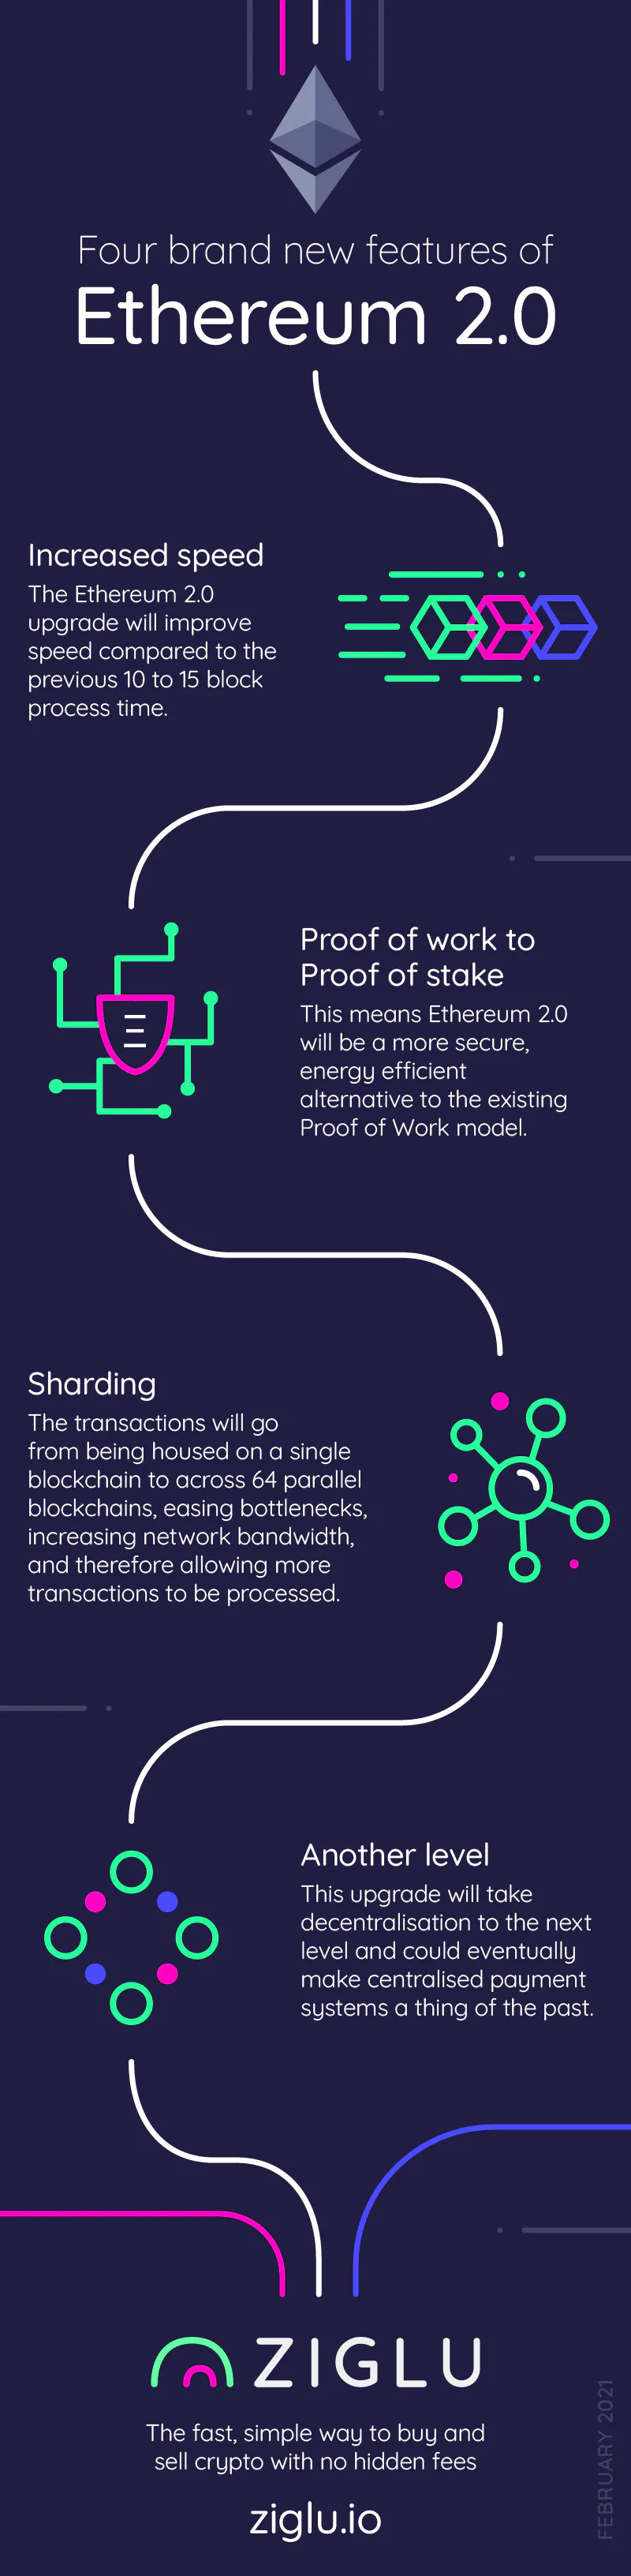 Four brand new features of
Ethereum 2.0
Increased speed
The Ethereum 2.0
upgrade will improve
speed compared to the
previous 10 to 15 block
process time.
Proof of work to
Proof of stake
This means Ethereum 2.0
will be a more secure,
energy efficient
alternative to the existing
Proof of Work model.
Sharding
The transactions will go
from being housed on a single
blockchain to across 64 parallel
blockchains, easing bottlenecks,
increasing network bandwidth,
and therefore allowing more
transactions to be processed.
Another level
This upgrade will take
decentralisation to the next
level and could eventually
make centralised payment
systems a thing of the past.
ZIGLU
The fast, simple way to buy and
sell crypto with no hidden fees
ziglu.io
FEBRUARY 2021